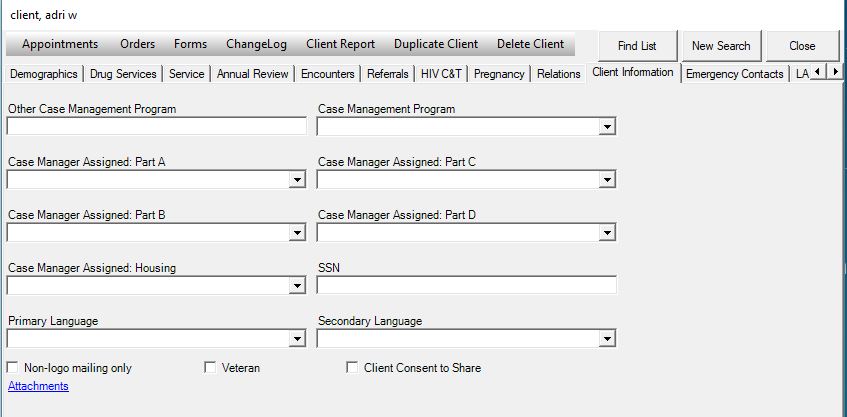 client, adri w
Appointments Orders Forms ChangeLog Client Report Duplicate Client Delete Client Find List New Search Close
Demographics Drug Services Service Annual Review Encounters Referrals HIV C&T Pregnancy Relations Client Information Emergency Contacts LA
Other Case Management Program Case Management Program
Case Manager Assigned: Part A Case Manager Assigned: Part C
Case Manager Assigned: Part B Case Manager Assigned: Part D
Case Manager Assigned: Housing SSN
Primary Language Secondary Language
Non-logo mailing only Veteran Client Consent to Share
Attachments